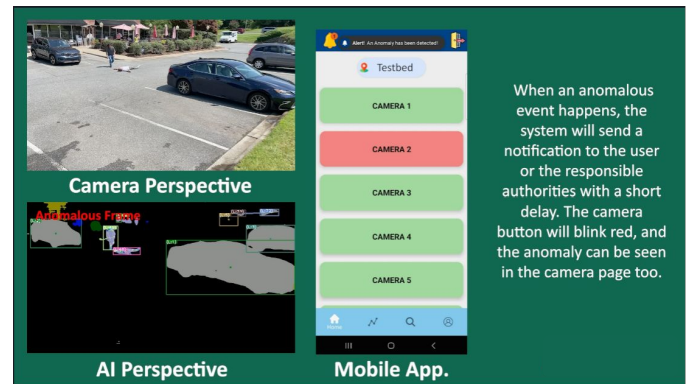 Alert! An Anomaly has been detected!
Testbed
CAMERA 1
CAMERA 2
CAMERA 3
CAMERA 4
CAMERA 5
Home
Camera Perspective
Anomalous Frame
AI Perspective
Mobile App.
When an anomalous
event happens, the
system will send a
notification to the user
or the responsible
authorities with a short
delay. The camera
button will blink red, and
the anomaly can be seen
in the camera page too.